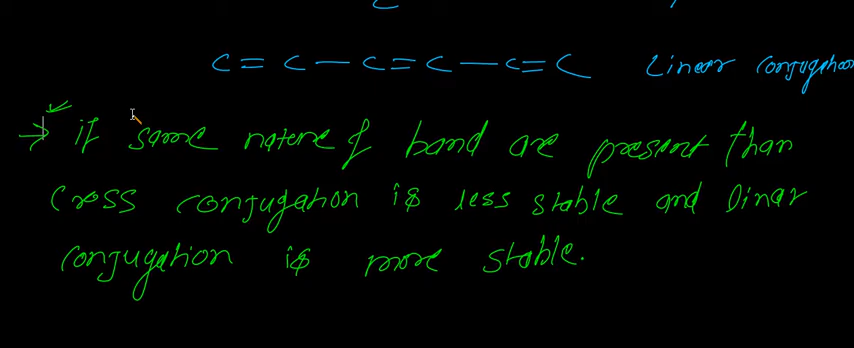 C = C — C = C — C = C Linear Conjugation
→ if same nature of bond are present than
Cross conjugation is less stable and linar
Conjugation is more stable.